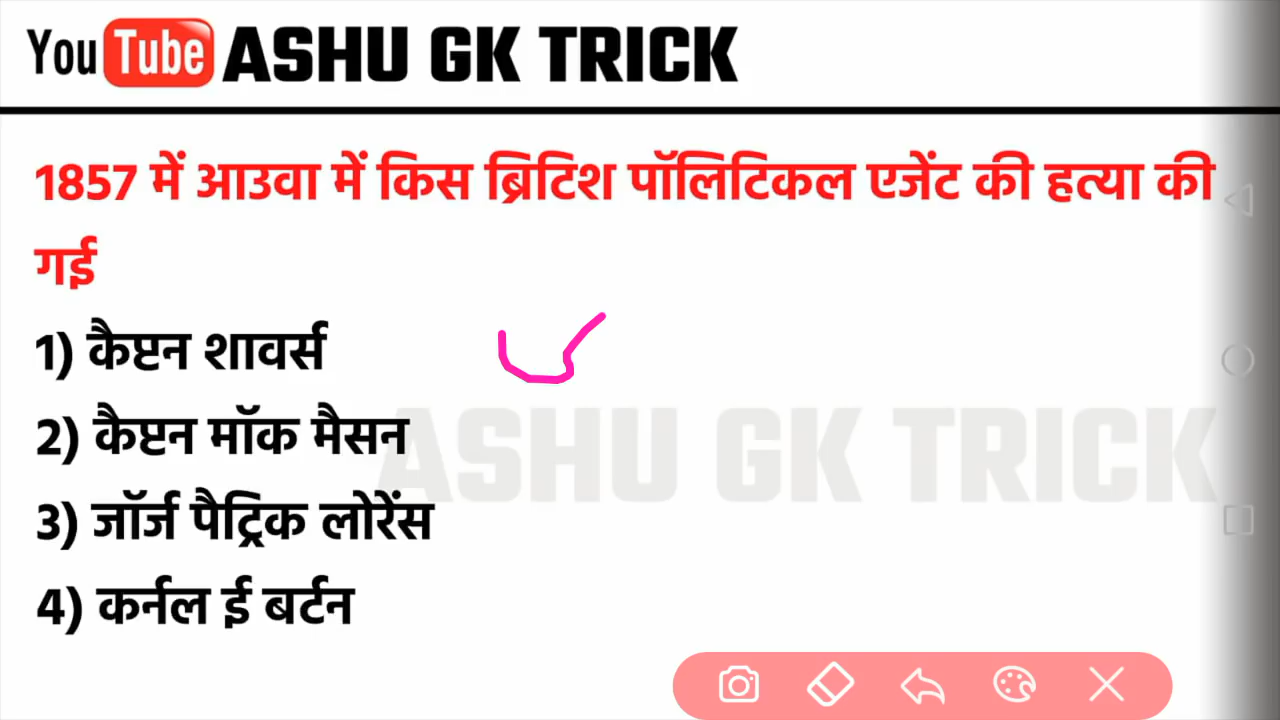 YouTube ASHU GK TRICK
1857 में आउवा में किस ब्रिटिश पॉलिटिकल एजेंट की हत्या की
गई
1) कैप्टन शावर्स
2) कैप्टन मॉक मैसन
ASHU GK TRICK
3) जॉर्ज पैट्रिक लोरेंस
4) कर्नल ई बर्टन